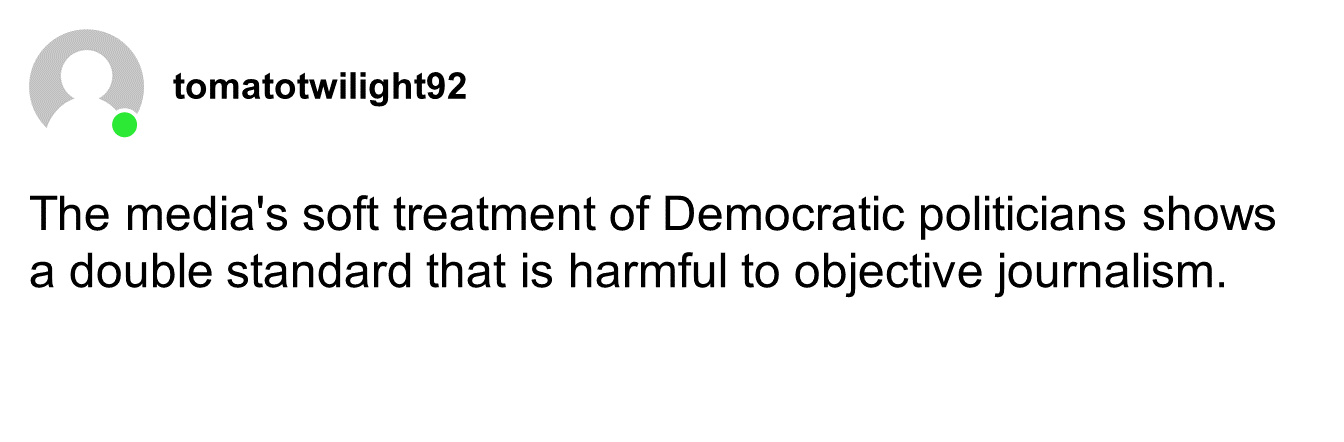 tomatotwilight92
The media's soft treatment of Democratic politicians shows
a double standard that is harmful to objective journalism.